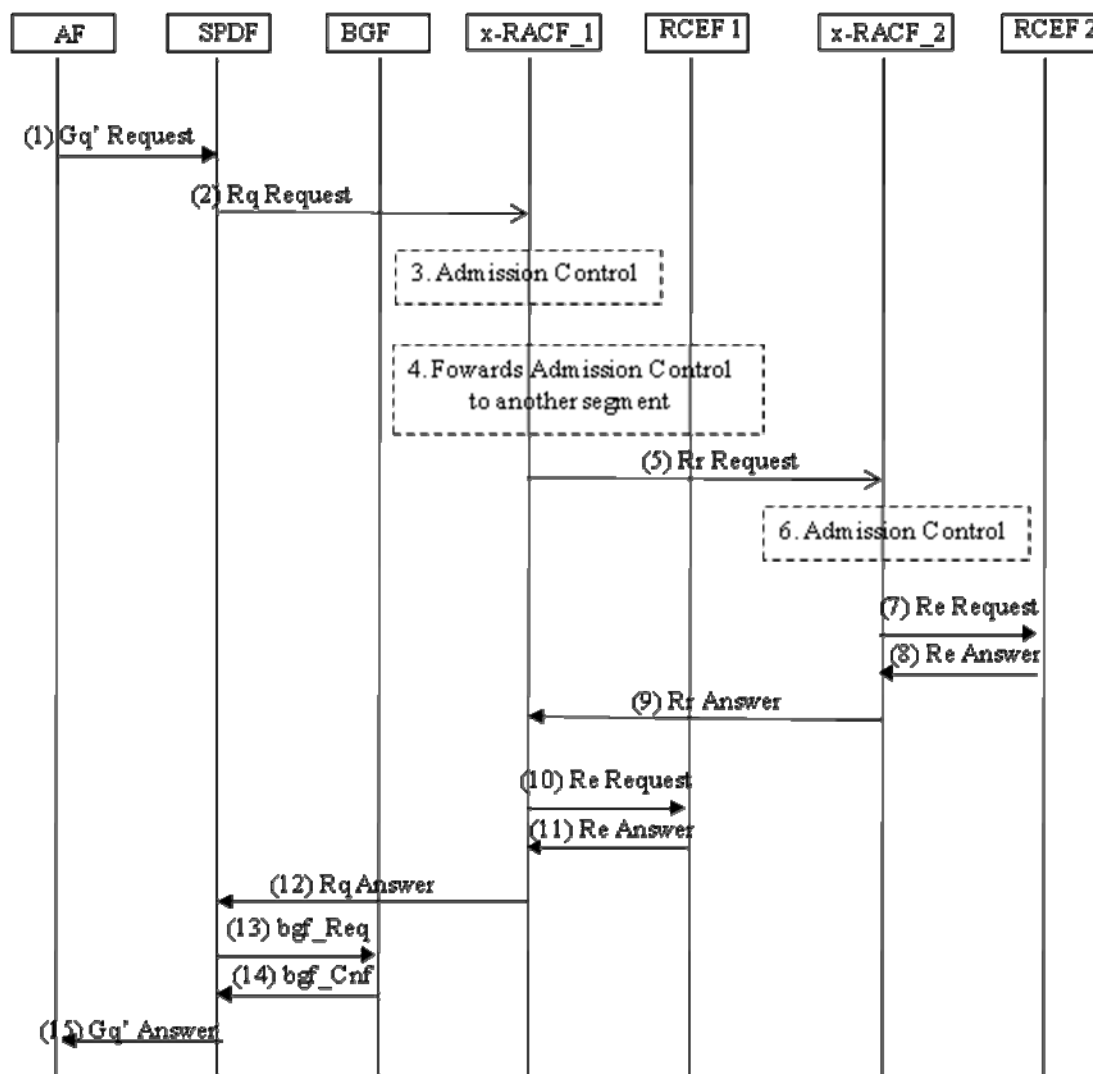 AF
SPDF
BGF
x-RACF_1
RCEF 1
x-RACF_2
RCEF 2
(1) Gq' Request
(2) Rq Request
3. Admission Control
4. Fowards Admission Control
to another segment
(5) Rr Request
6. Admission Control
(7) Re Request
(8) Re Answer
(9) Rr Answer
(10) Re Request
(11) Re Answer
(12) Rq Answer
(13) bgf_Req
(14) bgf_Cnf
(15) Gq' Answer